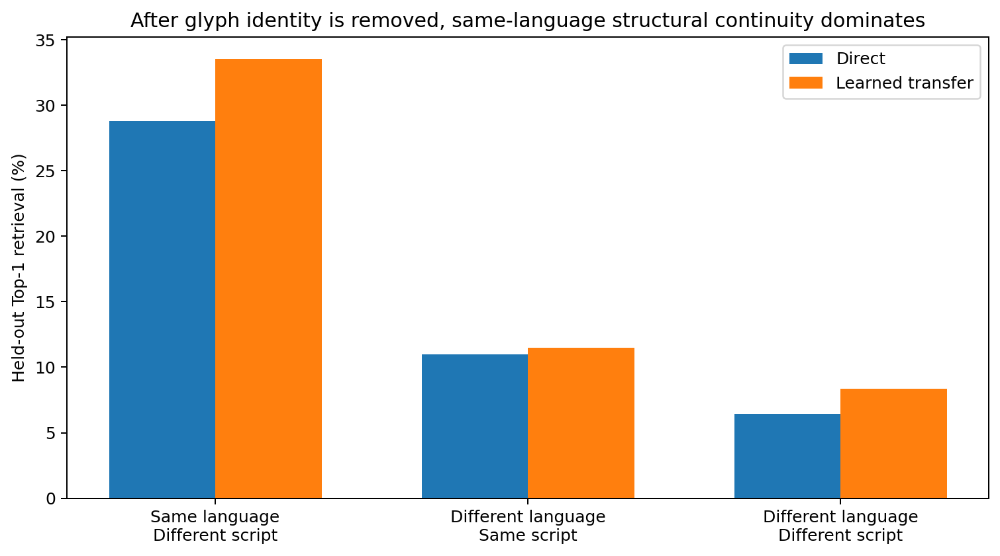 After glyph identity is removed, same-language structural continuity dominates
Held-out Top-1 retrieval (%)
35
30
25
20
15
10
5
0
Direct
Learned transfer
Same language
Different script
Different language
Same script
Different language
Different script